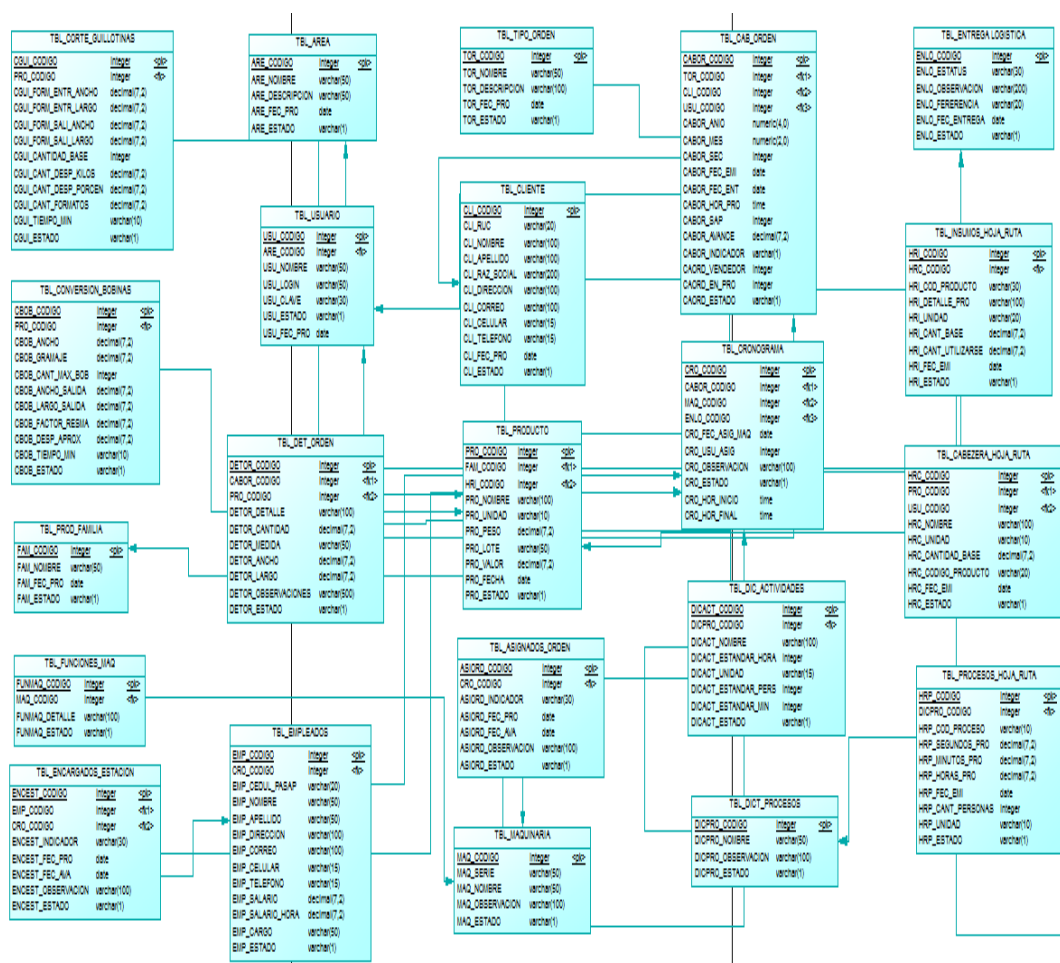 TBL_CORTE_GUILLOTINAS
CGUI_CODIGO Integer <pk>
PRO_CODIGO Integer <fk>
CGUI_FORM_ENTR_ANCHO decimal(7,2)
CGUI_FORM_ENTR_LARGO decimal(7,2)
CGUI_FORM_SALI_ANCHO decimal(7,2)
CGUI_FORM_SALI_LARGO decimal(7,2)
CGUI_CANTIDAD_BASE Integer
CGUI_CANT_DESP_KILOS decimal(7,2)
CGUI_CANT_DESP_PORCEN decimal(7,2)
CGUI_CANT_FORMATOS decimal(7,2)
CGUI_TIEMPO_MIN varchar(10)
CGUI_ESTADO varchar(1)
TBL_AREA
ARE_CODIGO Integer <pk>
ARE_NOMBRE varchar(50)
ARE_DESCRIPCION varchar(50)
ARE_FEC_PRO date
ARE_ESTADO varchar(1)
TBL_TIPO_ORDEN
TOR_CODIGO Integer <pk>
TOR_NOMBRE varchar(50)
TOR_DESCRIPCION varchar(100)
TOR_FEC_PRO date
TOR_ESTADO varchar(1)
TBL_CAB_ORDEN
CABOR_CODIGO Integer <pk>
TOR_CODIGO Integer <fk1>
CLI_CODIGO Integer <fk2>
USU_CODIGO Integer <fk3>
CABOR_ANIO numeric(4,0)
CABOR_MES numeric(2,0)
CABOR_SEC Integer
CABOR_FEC_EMI date
CABOR_FEC_ENT date
CABOR_HOR_PRO time
CABOR_SAP Integer
CABOR_AVANCE decimal(7,2)
CABOR_INDICADOR varchar(1)
CAORD_VENDEDOR Integer
CAORD_EN_PRO Integer
CAORD_ESTADO varchar(1)
TBL_ENTREGA LOGISTICA
ENLO_CODIGO Integer <pk>
ENLO_ESTATUS varchar(30)
ENLO_OBSERVACION varchar(200)
ENLO_FERERENCIA varchar(20)
ENLO_FEC_ENTREGA date
ENLO_ESTADO varchar(1)
TBL_USUARIO
USU_CODIGO Integer <pk>
ARE_CODIGO Integer <fk>
USU_NOMBRE varchar(50)
USU_LOGIN varchar(50)
USU_CLAVE varchar(30)
USU_ESTADO varchar(1)
USU_FEC_PRO date
TBL_CLIENTE
CLI_CODIGO Integer <pk>
CLI_RUC varchar(20)
CLI_NOMBRE varchar(100)
CLI_APELLIDO varchar(100)
CLI_RAZ_SOCIAL varchar(200)
CLI_DIRECCION varchar(100)
CLI_CORREO varchar(100)
CLI_CELULAR varchar(15)
CLI_TELEFONO varchar(15)
CLI_FEC_PRO date
CLI_ESTADO varchar(1)
TBL_INSUMOS_HOJA_RUTA
HRI_CODIGO Integer <pk>
HRC_CODIGO Integer <fk>
HRI_COD_PRODUCTO varchar(30)
HRI_DETALLE_PRO varchar(100)
HRI_UNIDAD varchar(20)
HRI_CANT_BASE decimal(7,2)
HRI_CANT_UTILIZARSE decimal(7,2)
HRI_FEC_EMI date
HRI_ESTADO varchar(1)
TBL_CONVERSION_BOBINAS
CBOB_CODIGO Integer <pk>
PRO_CODIGO Integer <fk>
CBOB_ANCHO decimal(7,2)
CBOB_GRAMAJE decimal(7,2)
CBOB_CANT_MAX_BOB Integer
CBOB_ANCHO_SALIDA decimal(7,2)
CBOB_LARGO_SALIDA decimal(7,2)
CBOB_FACTOR_RESMA decimal(7,2)
CBOB_DESP_APROX decimal(7,2)
CBOB_TIEMPO_MIN varchar(10)
CBOB_ESTADO varchar(1)
TBL_CRONOGRAMA
CRO_CODIGO Integer <pk>
CABOR_CODIGO Integer <fk1>
MAQ_CODIGO Integer <fk2>
ENLO_CODIGO Integer <fk3>
CRO_FEC_ASIG_MAQ date
CRO_USU_ASIG Integer
CRO_OBSERVACION varchar(100)
CRO_ESTADO varchar(1)
CRO_HOR_INICIO time
CRO_HOR_FINAL time
TBL_DET_ORDEN
DETOR_CODIGO Integer <pk>
CABOR_CODIGO Integer <fk1>
PRO_CODIGO Integer <fk2>
DETOR_DETALLE varchar(100)
DETOR_CANTIDAD decimal(7,2)
DETOR_MEDIDA varchar(50)
DETOR_ANCHO decimal(7,2)
DETOR_LARGO decimal(7,2)
DETOR_OBSERVACIONES varchar(500)
DETOR_ESTADO varchar(1)
TBL_PRODUCTO
PRO_CODIGO Integer <pk>
FAM_CODIGO Integer <fk1>
HRI_CODIGO Integer <fk2>
PRO_NOMBRE varchar(100)
PRO_UNIDAD varchar(10)
PRO_PESO decimal(7,2)
PRO_LOTE varchar(50)
PRO_VALOR decimal(7,2)
PRO_FECHA date
PRO_ESTADO varchar(1)
TBL_CABEZERA_HOJA_RUTA
HRC_CODIGO Integer <pk>
PRO_CODIGO Integer <fk1>
USU_CODIGO Integer <fk2>
HRC_NOMBRE varchar(100)
HRC_UNIDAD varchar(10)
HRC_CANTIDAD_BASE decimal(7,2)
HRC_CODIGO_PRODUCTO varchar(20)
HRC_FEC_EMI date
HRC_ESTADO varchar(1)
TBL_PROD_FAMILIA
FAM_CODIGO Integer <pk>
FAM_NOMBRE varchar(50)
FAM_FEC_PRO date
FAM_ESTADO varchar(1)
TBL_DIC_ACTIVIDADES
DICACT_CODIGO Integer <pk>
DICPRO_CODIGO Integer <fk>
DICACT_NOMBRE varchar(100)
DICACT_ESTANDAR_HORA Integer
DICACT_UNIDAD varchar(15)
DICACT_ESTANDAR_PERS Integer
DICACT_ESTANDAR_MIN Integer
DICACT_ESTADO varchar(1)
TBL_FUNCIONES_MAQ
FUNMAQ_CODIGO Integer <pk>
MAQ_CODIGO Integer <fk>
FUNMAQ_DETALLE varchar(100)
FUNMAQ_ESTADO varchar(1)
TBL_ASIGNADOS_ORDEN
ASIORD_CODIGO Integer <pk>
CRO_CODIGO Integer <fk>
ASIORD_INDICADOR varchar(30)
ASIORD_FEC_PRO date
ASIORD_FEC_AVA date
ASIORD_OBSERVACION varchar(100)
ASIORD_ESTADO varchar(1)
TBL_PROCESOS_HOJA_RUTA
HRP_CODIGO Integer <pk>
DICPRO_CODIGO Integer <fk>
HRP_COD_PROCESO varchar(10)
HRP_SEGUNDOS_PRO decimal(7,2)
HRP_MINUTOS_PRO decimal(7,2)
HRP_HORAS_PRO decimal(7,2)
HRP_FEC_EMI date
HRP_CANT_PERSONAS Integer
HRP_UNIDAD varchar(10)
HRP_ESTADO varchar(1)
TBL_EMPLEADOS
EMP_CODIGO Integer <pk>
CRO_CODIGO Integer <fk>
EMP_CEDUL_PASAP varchar(20)
EMP_NOMBRE varchar(50)
EMP_APELLIDO varchar(50)
EMP_DIRECCION varchar(100)
EMP_CORREO varchar(100)
EMP_CELULAR varchar(15)
EMP_TELEFONO varchar(15)
EMP_SALARIO decimal(7,2)
EMP_SALARIO_HORA decimal(7,2)
EMP_CARGO varchar(50)
EMP_ESTADO varchar(1)
TBL_ENCARGADOS_ESTACION
ENCEST_CODIGO Integer <pk>
EMP_CODIGO Integer <fk1>
CRO_CODIGO Integer <fk2>
ENCEST_INDICADOR varchar(30)
ENCEST_FEC_PRO date
ENCEST_FEC_AVA date
ENCEST_OBSERVACION varchar(100)
ENCEST_ESTADO varchar(1)
TBL_DICT_PROCESOS
DICPRO_CODIGO Integer <pk>
DICPRO_NOMBRE varchar(50)
DICPRO_OBSERVACION varchar(100)
DICPRO_ESTADO varchar(1)
TBL_MAQUINARIA
MAQ_CODIGO Integer <pk>
MAQ_SERIE varchar(50)
MAQ_NOMBRE varchar(50)
MAQ_OBSERVACION varchar(100)
MAQ_ESTADO varchar(1)